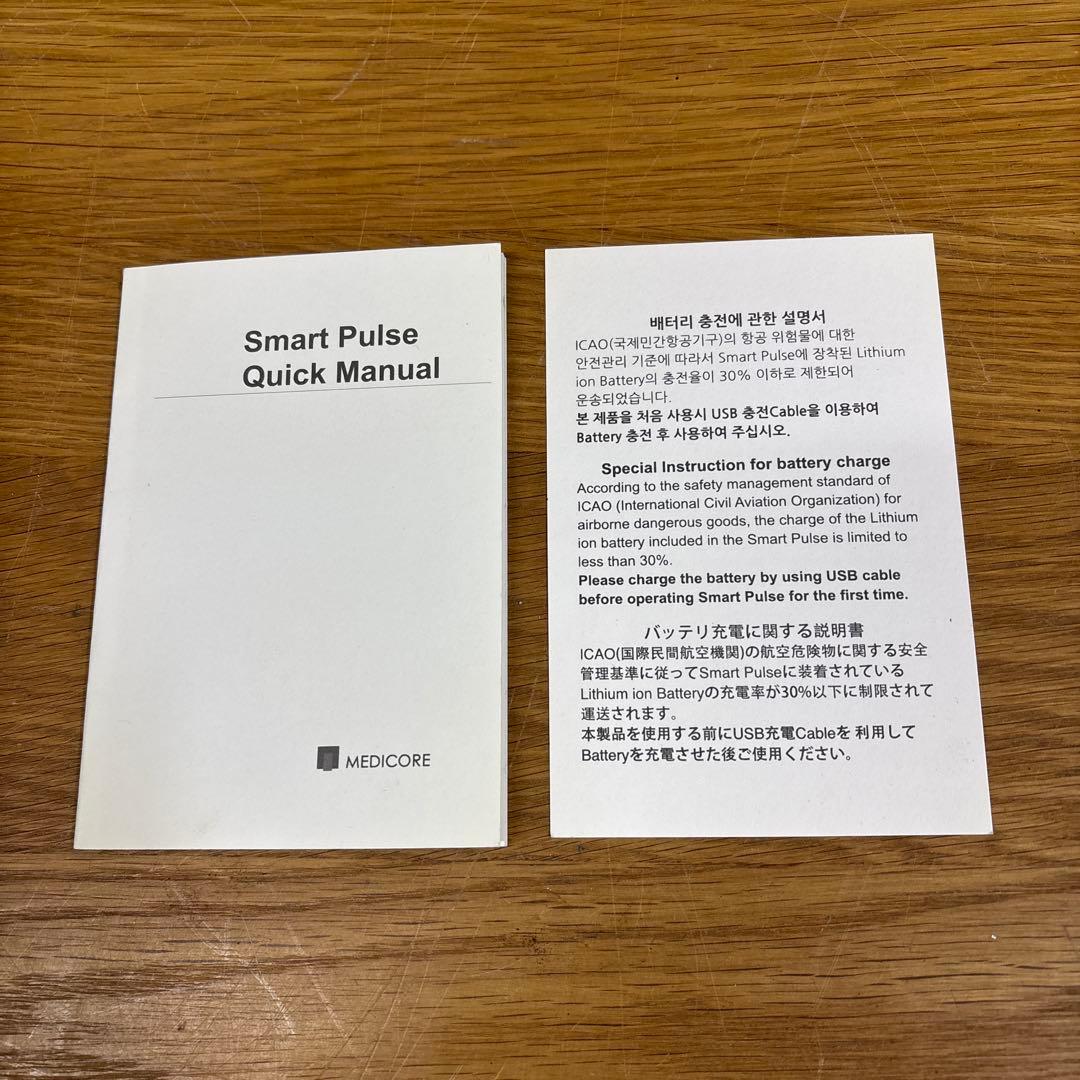 Smart Pulse
Quick Manual
MEDICORE
배터리 충전에 관한 설명서
ICAO(국제민간항공기구)의 항공 위험물에 대한
안전관리 기준에 따라서 Smart Pulse에 장착된 Lithium
ion Battery의 충전율이 30% 이하로 제한되어
운송되었습니다.
본 제품을 처음 사용시 USB 충전Cable을 이용하여
Battery 충전 후 사용하여 주십시오.
Special Instruction for battery charge
According to the safety management standard of
ICAO (International Civil Aviation Organization) for
airborne dangerous goods, the charge of the Lithium
ion battery included in the Smart Pulse is limited to
less than 30%.
Please charge the battery by using USB cable
before operating Smart Pulse for the first time.
バッテリ充電に関する説明書
ICAO(国際民間航空機関)の航空危険物に関する安全
管理基準に従ってSmart Pulseに装着されている
Lithium ion Batteryの充電率が30%以下に制限されて
運送されます。
本製品を使用する前にUSB充電Cableを 利用して
Batteryを充電させた後ご使用ください。